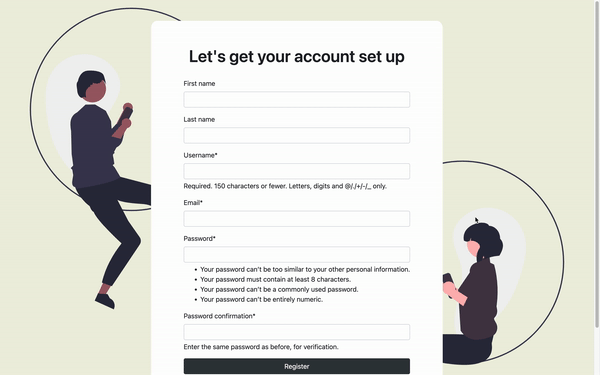 Let's get your account set up
First name
Last name
Username*
Required. 150 characters or fewer. Letters, digits and @/./+/-/_ only.
Email*
Password*
• Your password can't be too similar to your other personal information.
• Your password must contain at least 8 characters.
• Your password can't be a commonly used password.
• Your password can't be entirely numeric.
Password confirmation*
Enter the same password as before, for verification.
Register